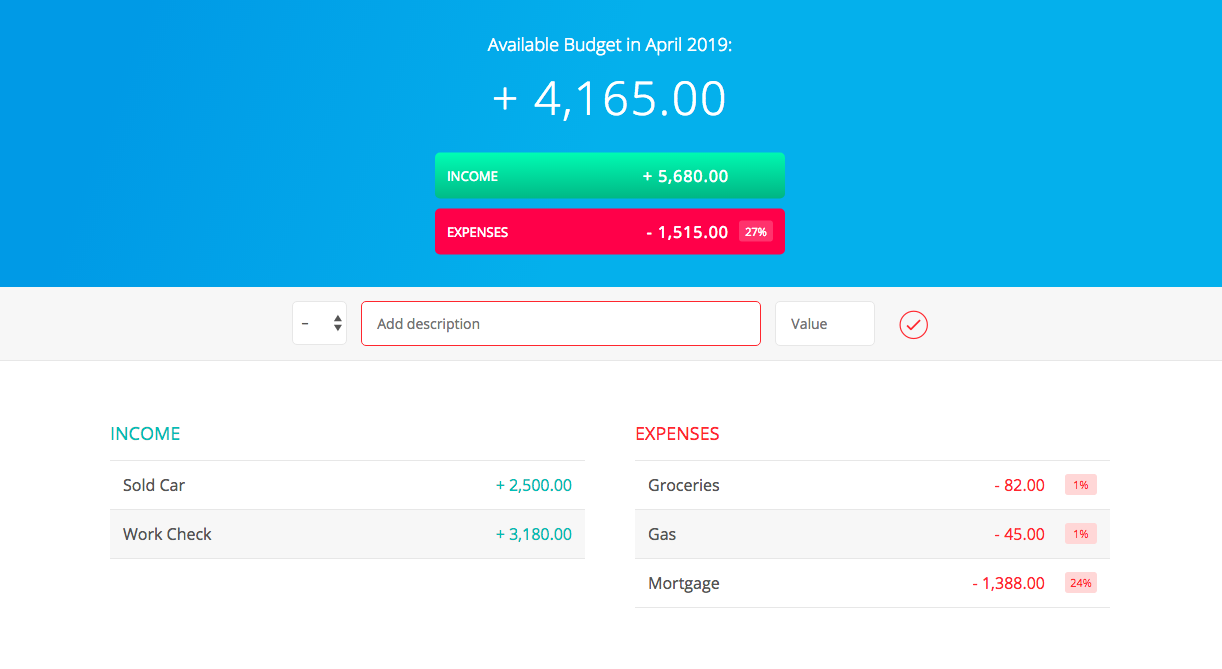 Available Budget in April 2019:
+ 4,165.00
INCOME + 5,680.00
EXPENSES - 1,515.00 27%
- Add description Value
INCOME
Sold Car + 2,500.00
Work Check + 3,180.00
EXPENSES
Groceries - 82.00 1%
Gas - 45.00 1%
Mortgage - 1,388.00 24%